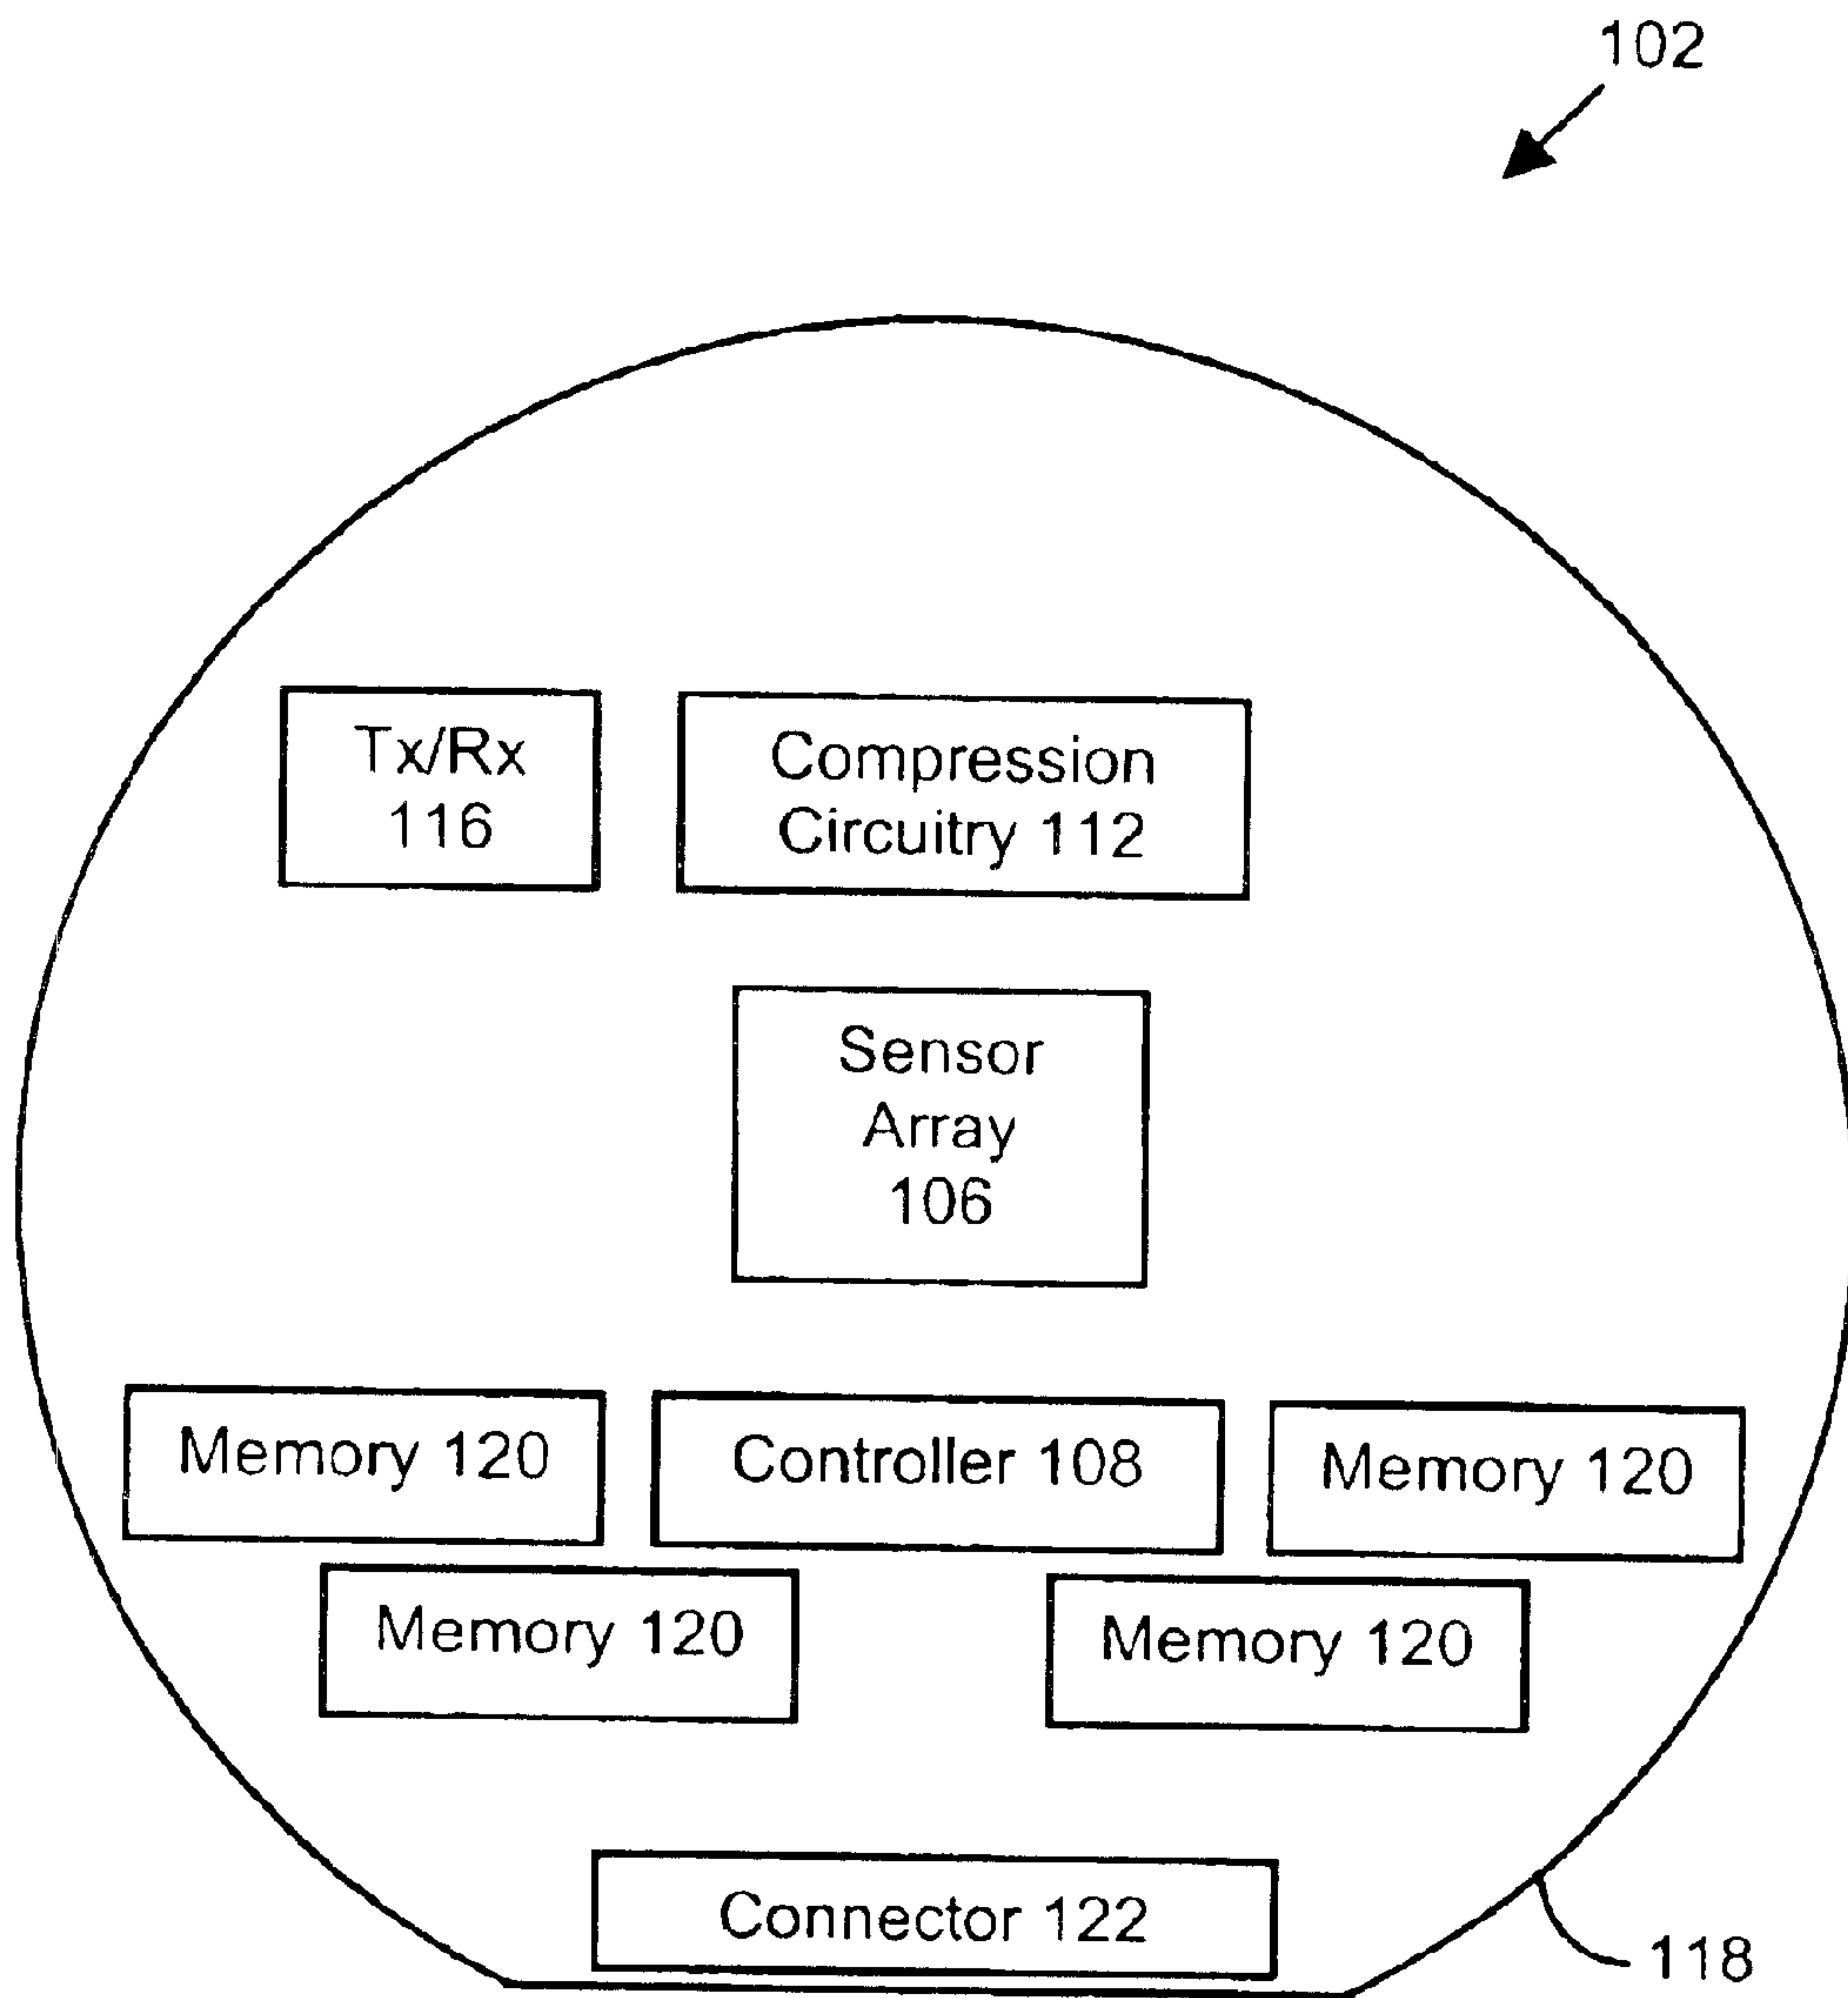 102
Tx/Rx
116
Compression
Circuitry 112
Sensor
Array
106
Memory 120
Controller 108
Memory 120
Memory 120
Memory 120
Connector 122
118